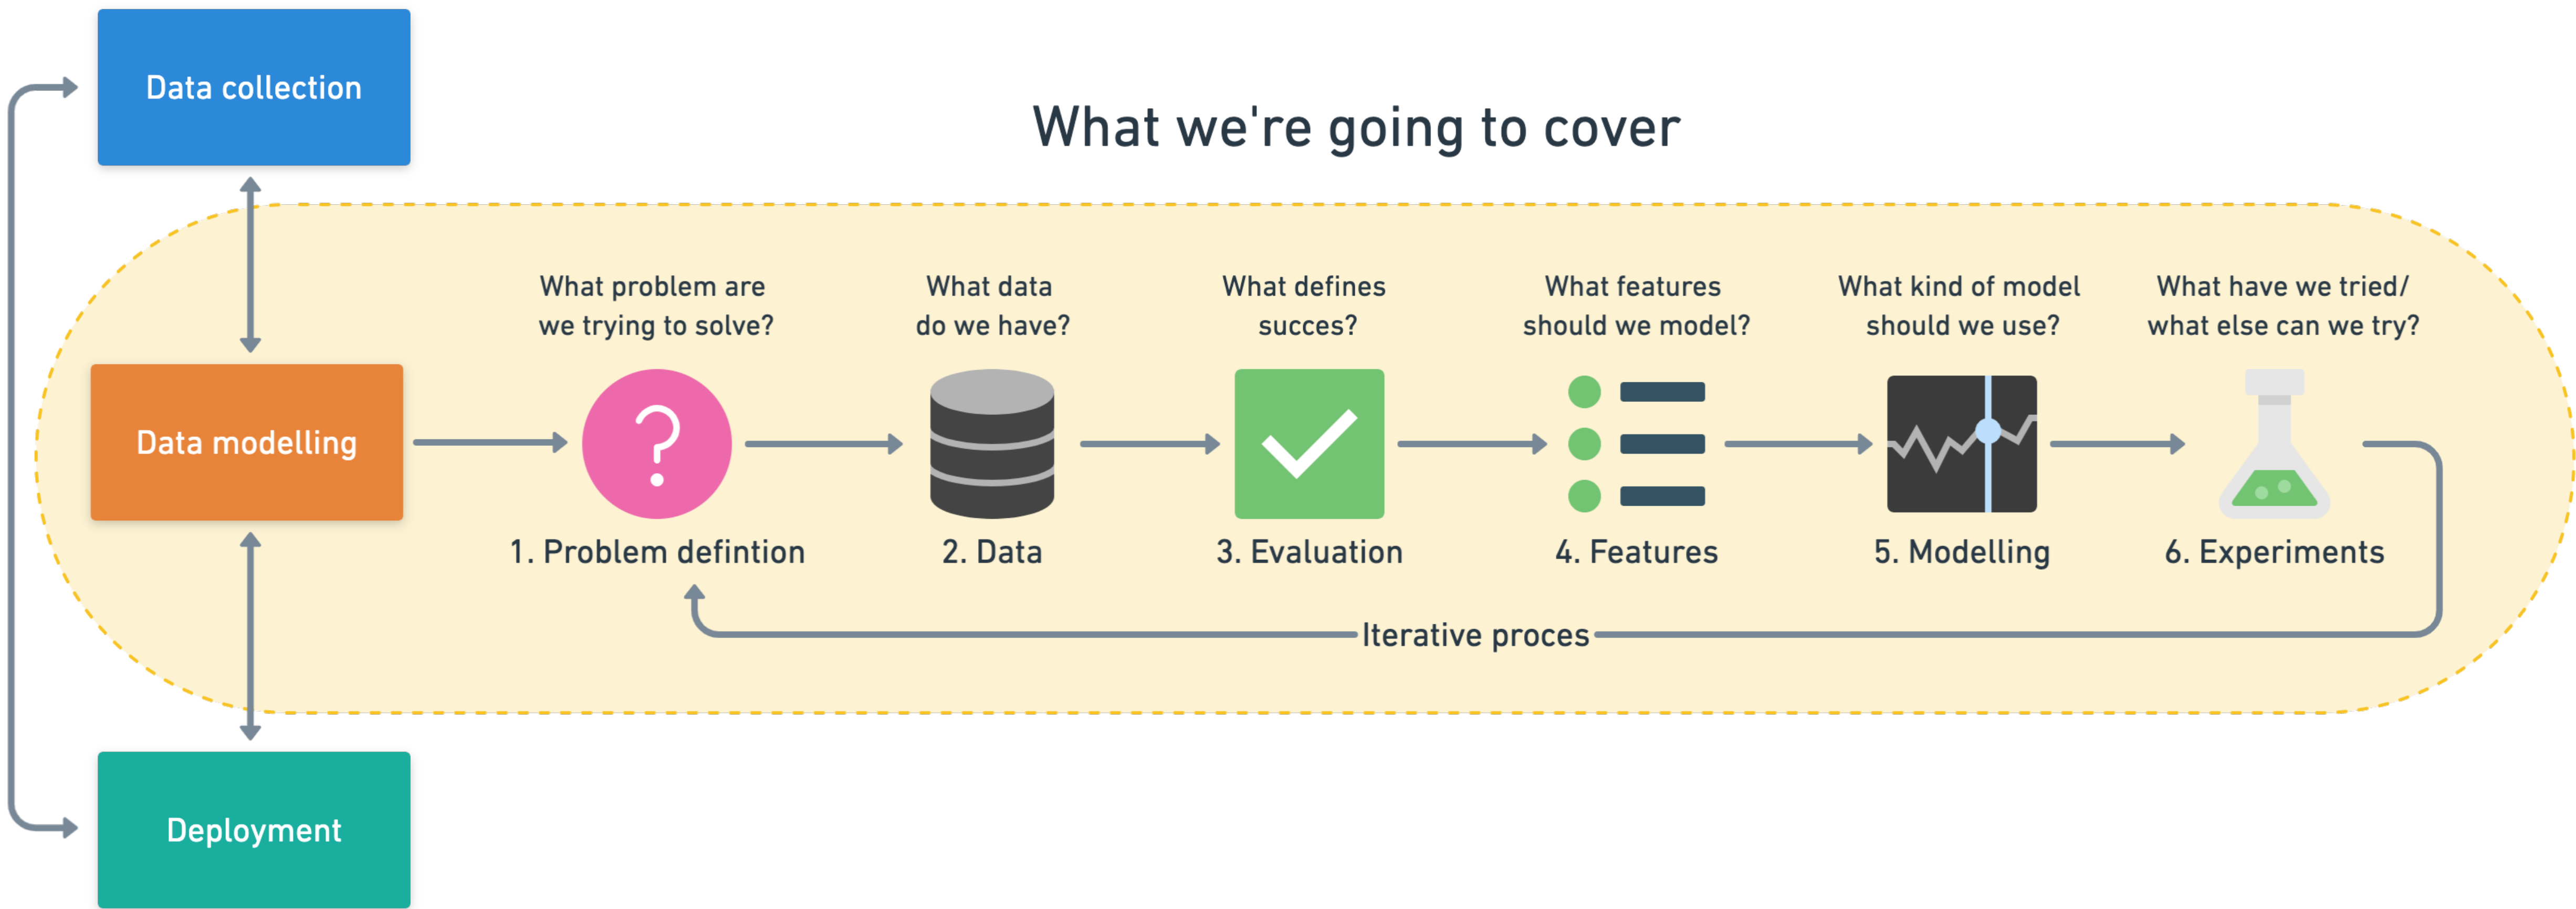 Data collection
What we're going to cover
What problem are
we trying to solve?
What data
do we have?
What defines
succes?
What features
should we model?
What kind of model
should we use?
What have we tried/
what else can we try?
Data modelling
1. Problem defintion
2. Data
3. Evaluation
4. Features
5. Modelling
6. Experiments
Iterative proces
Deployment